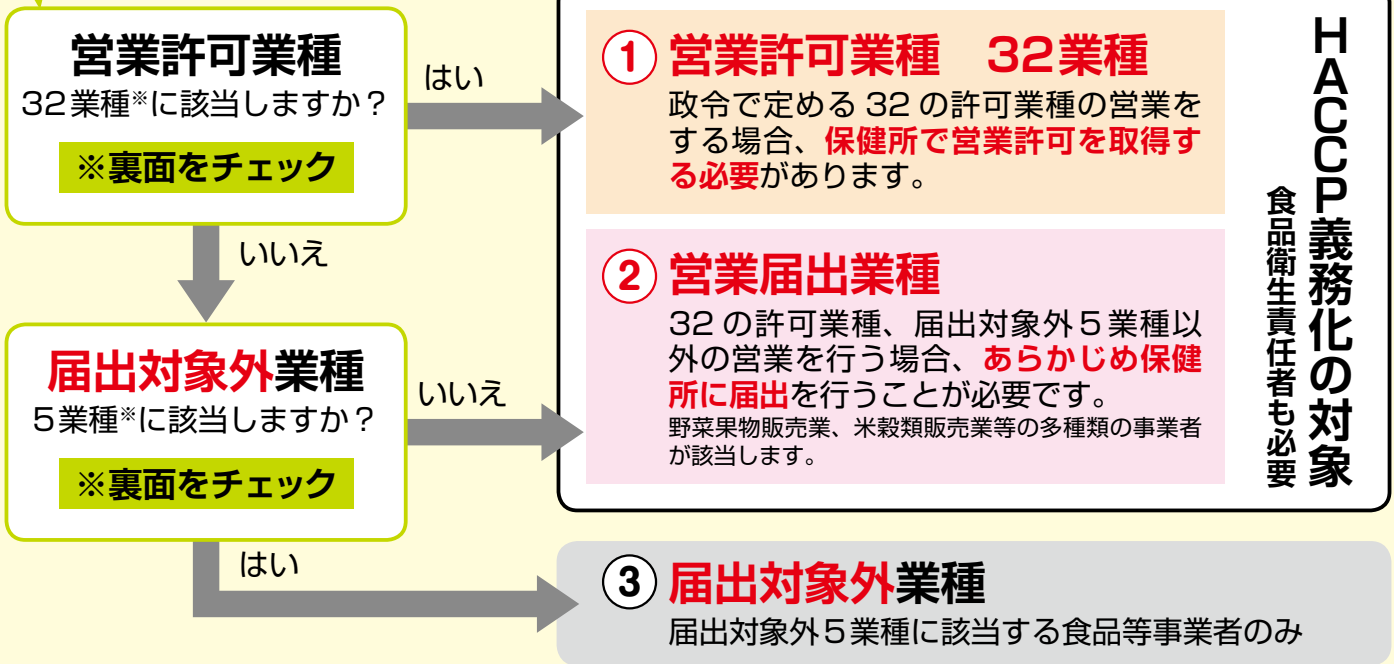 営業許可業種
32業種※に該当しますか？
※裏面をチェック
はい
いいえ
届出対象外業種
5業種※に該当しますか？
※裏面をチェック
いいえ
はい
① 営業許可業種　32業種
政令で定める 32 の許可業種の営業を
する場合、保健所で営業許可を取得す
る必要があります。
② 営業届出業種
32 の許可業種、届出対象外５業種以
外の営業を行う場合、あらかじめ保健
所に届出を行うことが必要です。
野菜果物販売業、米穀類販売業等の多種類の事業者
が該当します。
HACCP義務化の対象
食品衛生責任者も必要
③ 届出対象外業種
届出対象外５業種に該当する食品等事業者のみ